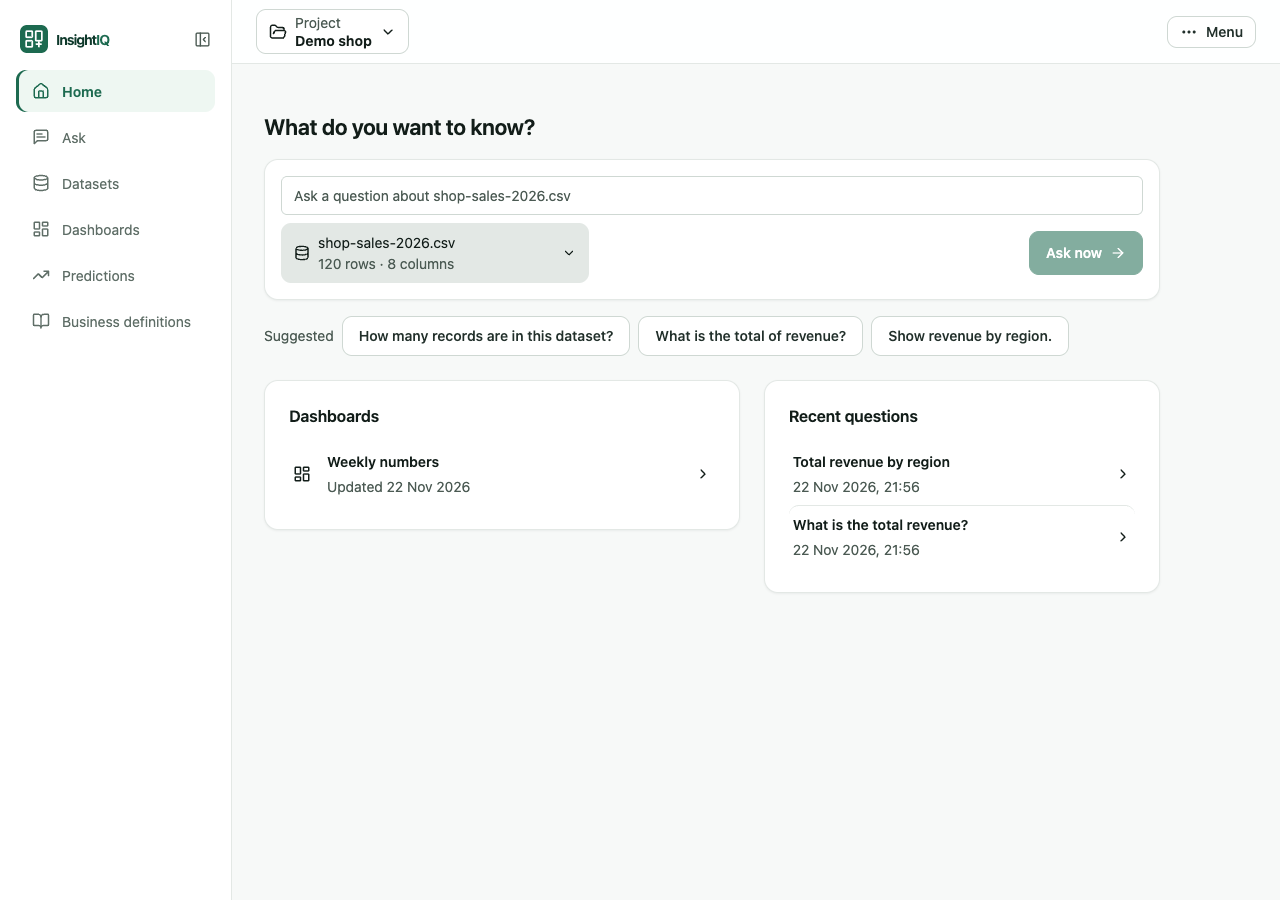 InsightIQ
Home
Ask
Datasets
Dashboards
Predictions
Business definitions
Project
Demo shop
Menu
What do you want to know?
Ask a question about shop-sales-2026.csv
shop-sales-2026.csv
120 rows · 8 columns
Ask now
Suggested
How many records are in this dataset?
What is the total of revenue?
Show revenue by region.
Dashboards
Weekly numbers
Updated 22 Nov 2026
Recent questions
Total revenue by region
22 Nov 2026, 21:56
What is the total revenue?
22 Nov 2026, 21:56